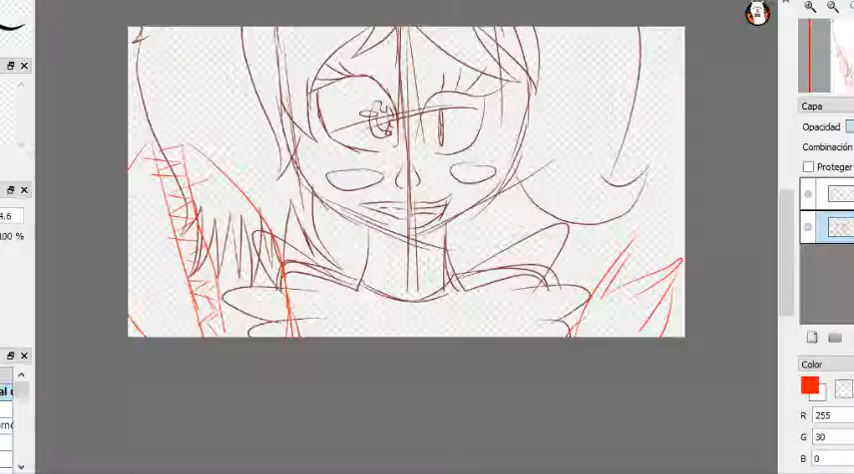 4.6
100 %
Capa
Opacidad
Combinación
Proteger
Color
R 255
G 30
B 0